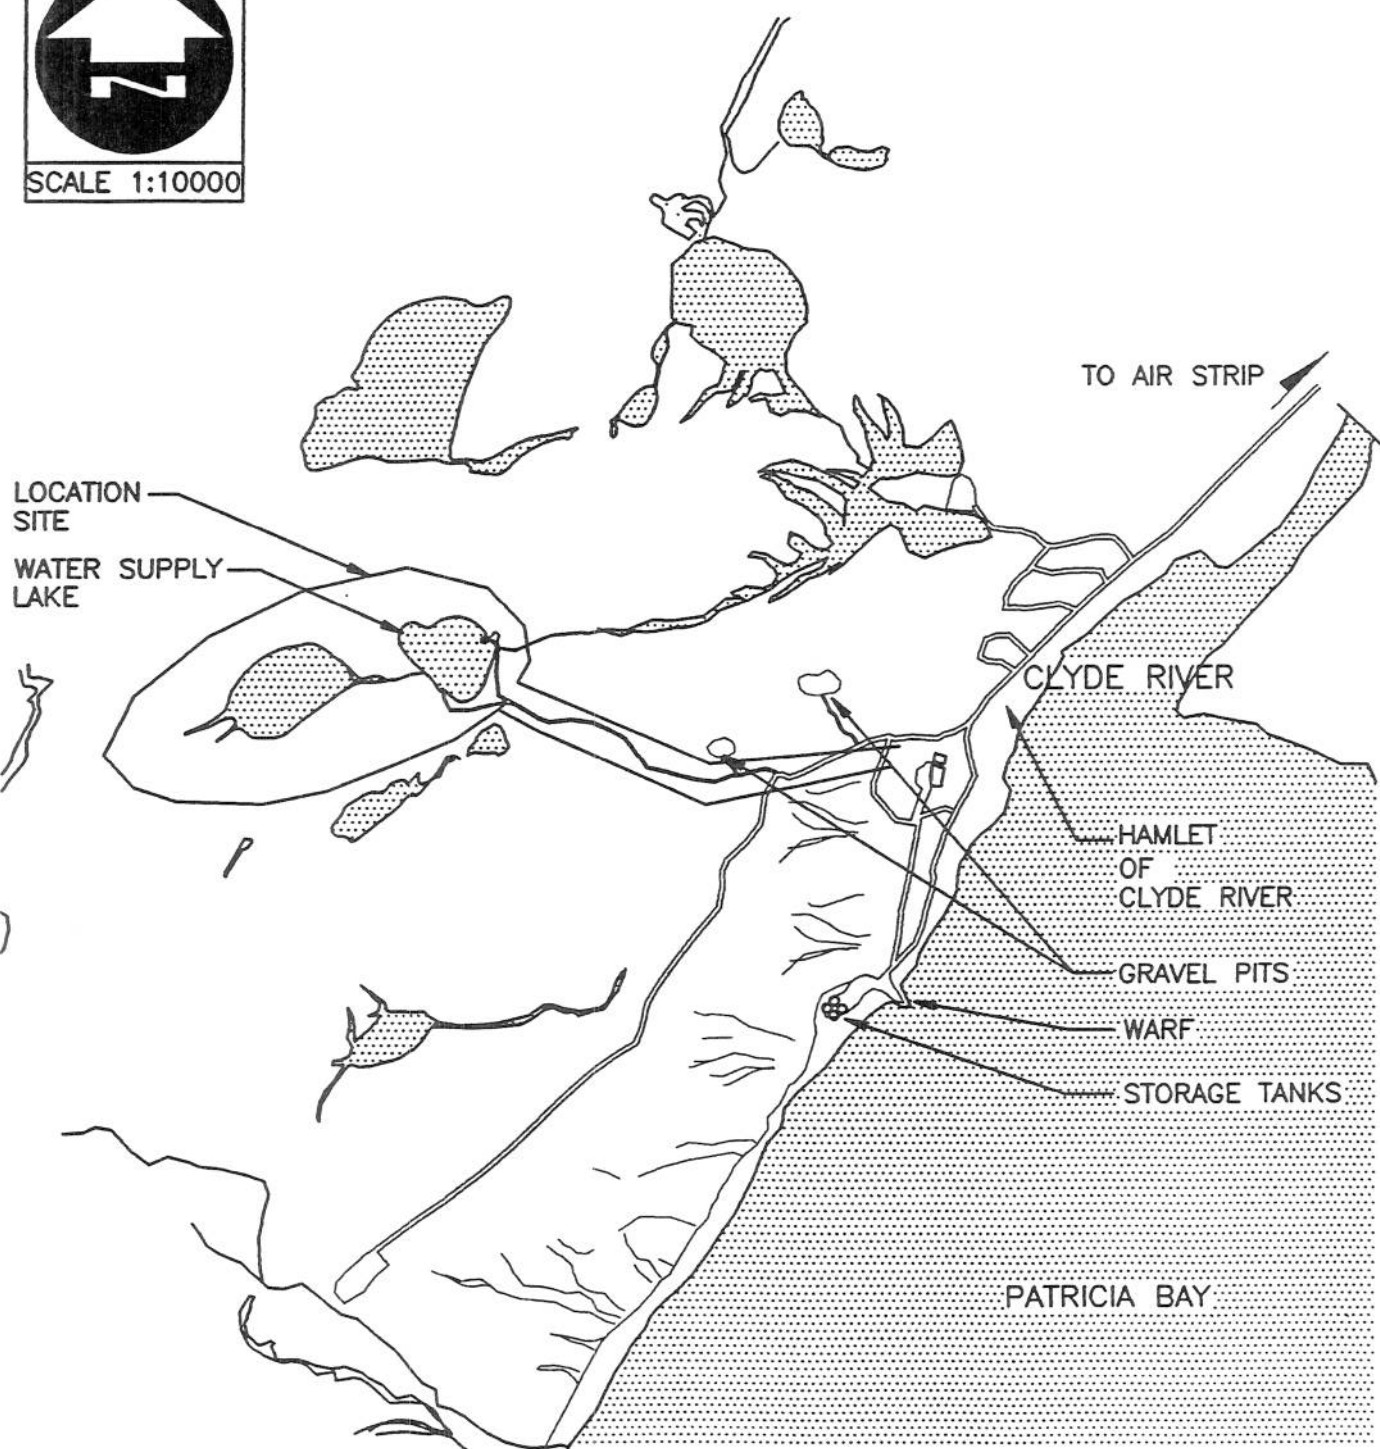 N
SCALE 1:10000
TO AIR STRIP
LOCATION
SITE
WATER SUPPLY
LAKE
CLYDE RIVER
HAMLET
OF
CLYDE RIVER
GRAVEL PITS
WARF
STORAGE TANKS
PATRICIA BAY